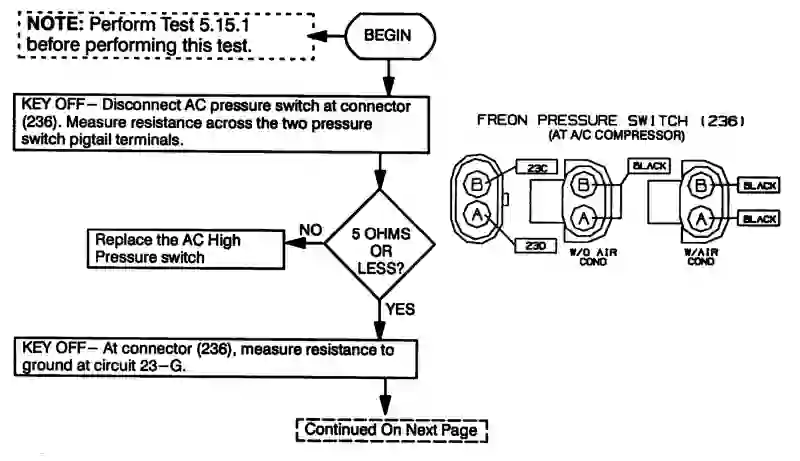 NOTE: Perform Test 5.15.1
before performing this test.
BEGIN
KEY OFF– Disconnect AC pressure switch at connector
(236). Measure resistance across the two pressure
switch pigtail terminals.
FREON PRESSURE SWITCH (236)
(AT A/C COMPRESSOR)
B
23C
A
23D
B
BLACK
A
W/O AIR
COND
B
BLACK
A
BLACK
W/AIR
COND
5 OHMS
OR
LESS?
NO
Replace the AC High
Pressure switch
YES
KEY OFF– At connector (236), measure resistance to
ground at circuit 23–G.
Continued On Next Page